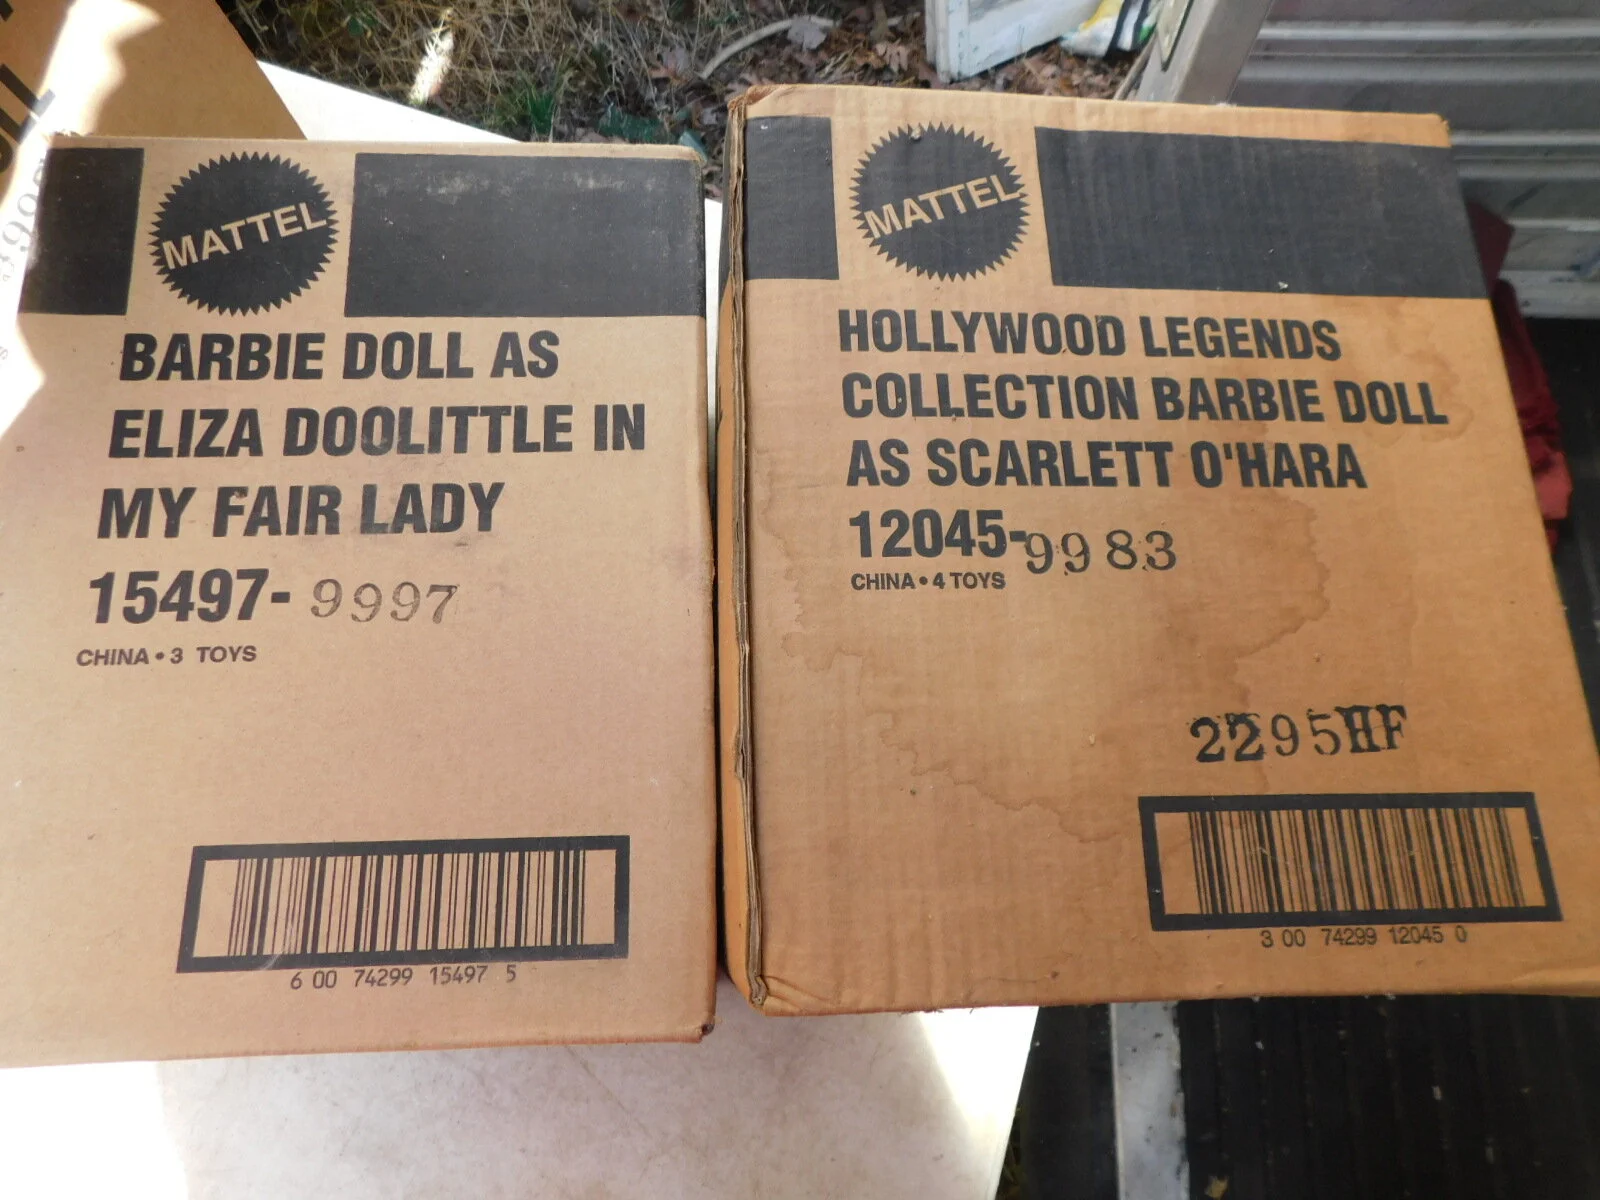 MATTEL
BARBIE DOLL AS
ELIZA DOOLITTLE IN
MY FAIR LADY
15497- 9997
CHINA • 3 TOYS
6 00 74299 15497 5
MATTEL
HOLLYWOOD LEGENDS
COLLECTION BARBIE DOLL
AS SCARLETT O'HARA
12045-9983
CHINA • 4 TOYS
2295HF
3 00 74299 12045 0